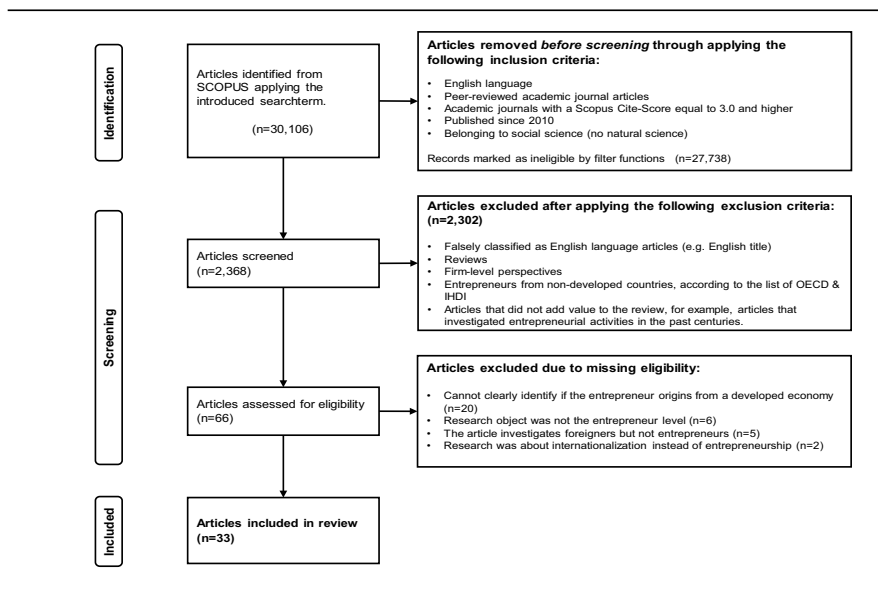 Identification
Articles identified from
SCOPUS applying the
introduced searchterm.
(n=30,106)
Articles removed before screening through applying the
following inclusion criteria:
• English language
• Peer-reviewed academic journal articles
• Academic journals with a Scopus Cite-Score equal to 3.0 and higher
• Published since 2010
• Belonging to social science (no natural science)
Records marked as ineligible by filter functions (n=27,738)
Screening
Articles screened
(n=2,368)
Articles excluded after applying the following exclusion criteria:
(n=2,302)
• Falsely classified as English language articles (e.g. English title)
• Reviews
• Firm-level perspectives
• Entrepreneurs from non-developed countries, according to the list of OECD &
IHDI
• Articles that did not add value to the review, for example, articles that
investigated entrepreneurial activities in the past centuries.
Articles assessed for eligibility
(n=66)
Articles excluded due to missing eligibility:
• Cannot clearly identify if the entrepreneur origins from a developed economy
(n=20)
• Research object was not the entrepreneur level (n=6)
• The article investigates foreigners but not entrepreneurs (n=5)
• Research was about internationalization instead of entrepreneurship (n=2)
Included
Articles included in review
(n=33)